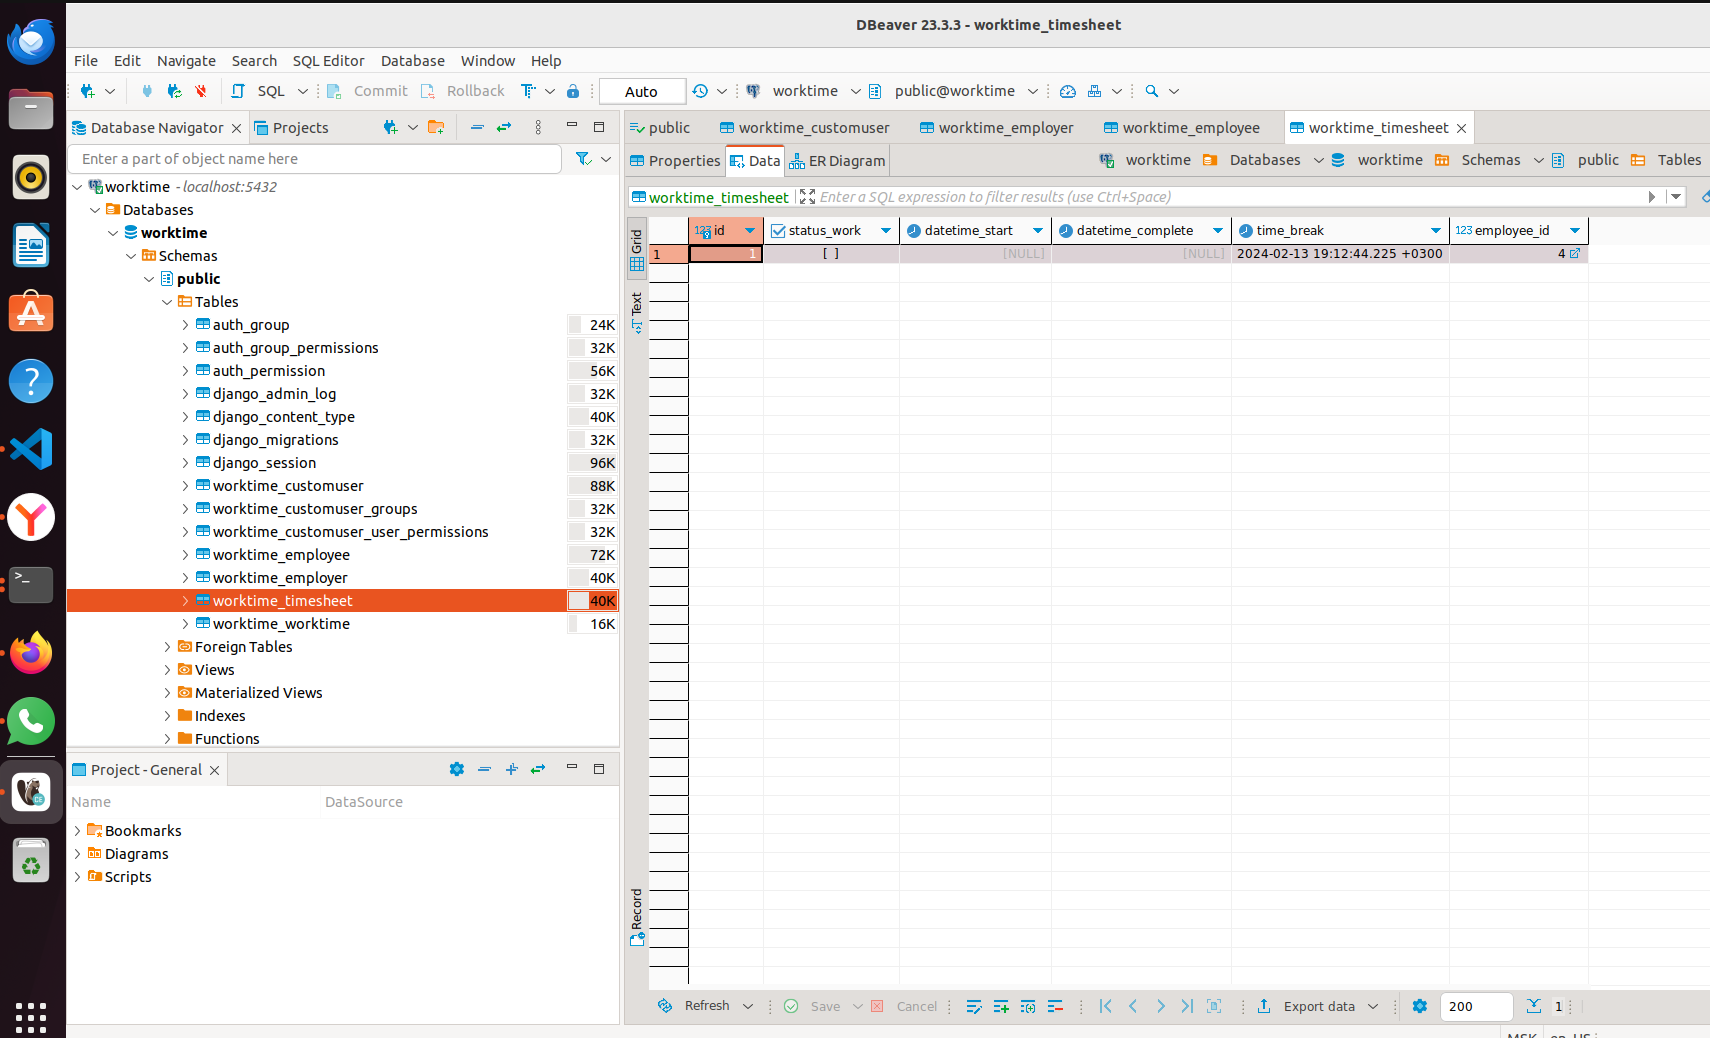 DBeaver 23.3.3 - worktime_timesheet
File Edit Navigate Search SQL Editor Database Window Help
SQL Commit Rollback Auto worktime public@worktime
Database Navigator Projects
Enter a part of object name here
worktime - localhost:5432
Databases
worktime
Schemas
public
Tables
auth_group 24K
auth_group_permissions 32K
auth_permission 56K
django_admin_log 32K
django_content_type 40K
django_migrations 32K
django_session 96K
worktime_customuser 88K
worktime_customuser_groups 32K
worktime_customuser_user_permissions 32K
worktime_employee 72K
worktime_employer 40K
worktime_timesheet 40K
worktime_worktime 16K
Foreign Tables
Views
Materialized Views
Indexes
Functions
Project - General
Name DataSource
Bookmarks
Diagrams
Scripts
public worktime_customuser worktime_employer worktime_employee worktime_timesheet
Properties Data ER Diagram worktime Databases worktime Schemas public Tables
worktime_timesheet Enter a SQL expression to filter results (use Ctrl+Space)
Grid
Text
Record
123 id status_work datetime_start datetime_complete time_break 123 employee_id
1 1 [ ] [NULL] [NULL] 2024-02-13 19:12:44.225 +0300 4
Refresh Save Cancel Export data 200 1